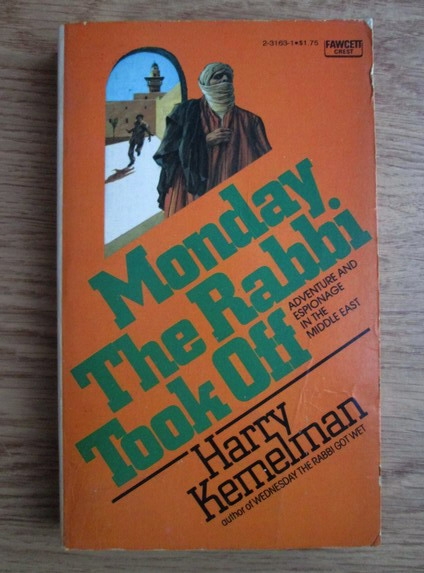 2-3163-1•$1.75
FAWCETT
CREST
Monday
The Rabbi
Took Off
ADVENTURE AND
ESPIONAGE
IN THE
MIDDLE EAST
Harry
Kemelman
author of WEDNESDAY THE RABBI GOT WET